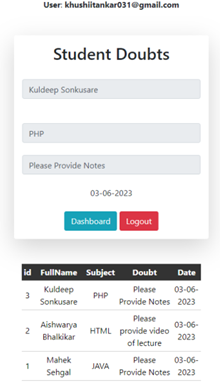 User: khushiitankar031@gmail.com
Student Doubts
Kuldeep Sonkusare
PHP
Please Provide Notes
03-06-2023
Dashboard Logout
id FullName Subject Doubt Date
3 Kuldeep Sonkusare PHP Please Provide Notes 03-06-2023
2 Aishwarya Bhalkikar HTML Please provide video of lecture 03-06-2023
1 Mahek Sehgal JAVA Please Provide Notes 03-06-2023